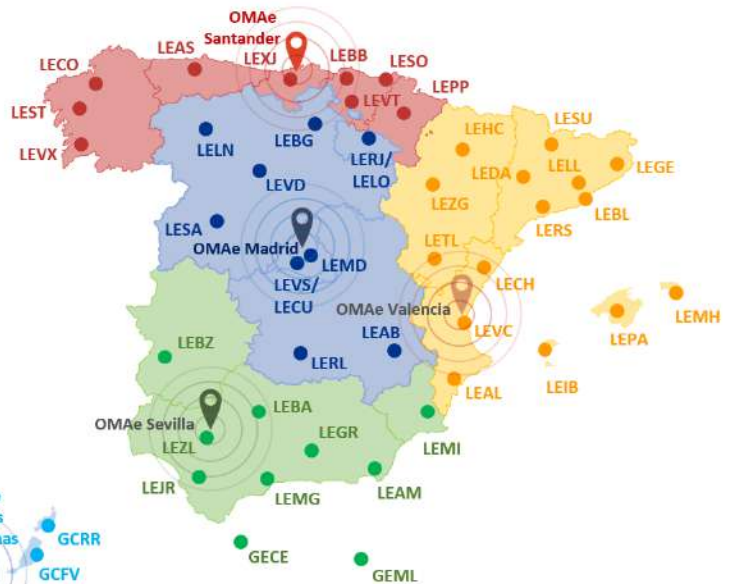 OMAe
Santander
LEAS
LEXJ
LEBB
LESO
LECO
LEVT
LEPP
LEST
LEVX
LELN
LEBG
LERJ/
LELO
LEHC
LESU
LEVD
LEDA
LELL
LEGE
LEZG
LEBL
LESA
LERS
OMAe Madrid
LEMD
LETL
LEVS/
LECU
LECH
OMAe Valencia
LEVC
LEPA
LEMH
LEBZ
LERL
LEAB
LEIB
LEAL
LEBA
OMAe Sevilla
LEZL
LEGR
LEMI
LEJR
LEMG
LEAM
GCRR
GCFV
GECE
GEML